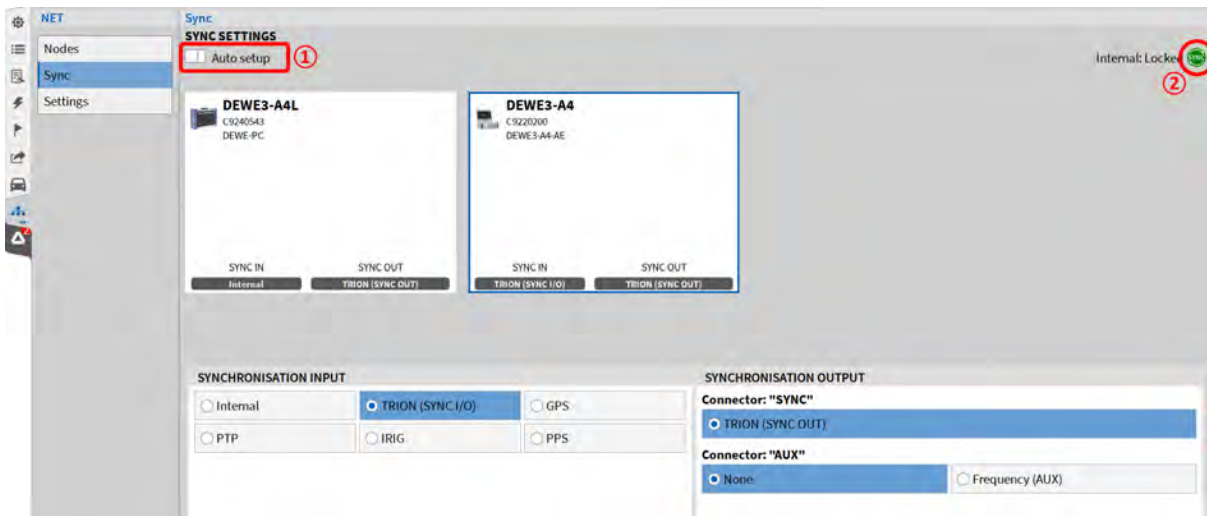 NET
Nodes
Sync
Settings
Sync
SYNC SETTINGS
Auto setup
①
Internal: Locked
SYNC
②
DEWE3-A4L
C9240543
DEWE-PC
SYNC IN
SYNC OUT
Internal
TRION (SYNC OUT)
DEWE3-A4
C9220200
DEWE3-A4-AE
SYNC IN
SYNC OUT
TRION (SYNC I/O)
TRION (SYNC OUT)
SYNCHRONISATION INPUT
Internal
TRION (SYNC I/O)
GPS
PTP
IRIG
PPS
SYNCHRONISATION OUTPUT
Connector: "SYNC"
TRION (SYNC OUT)
Connector: "AUX"
None
Frequency (AUX)